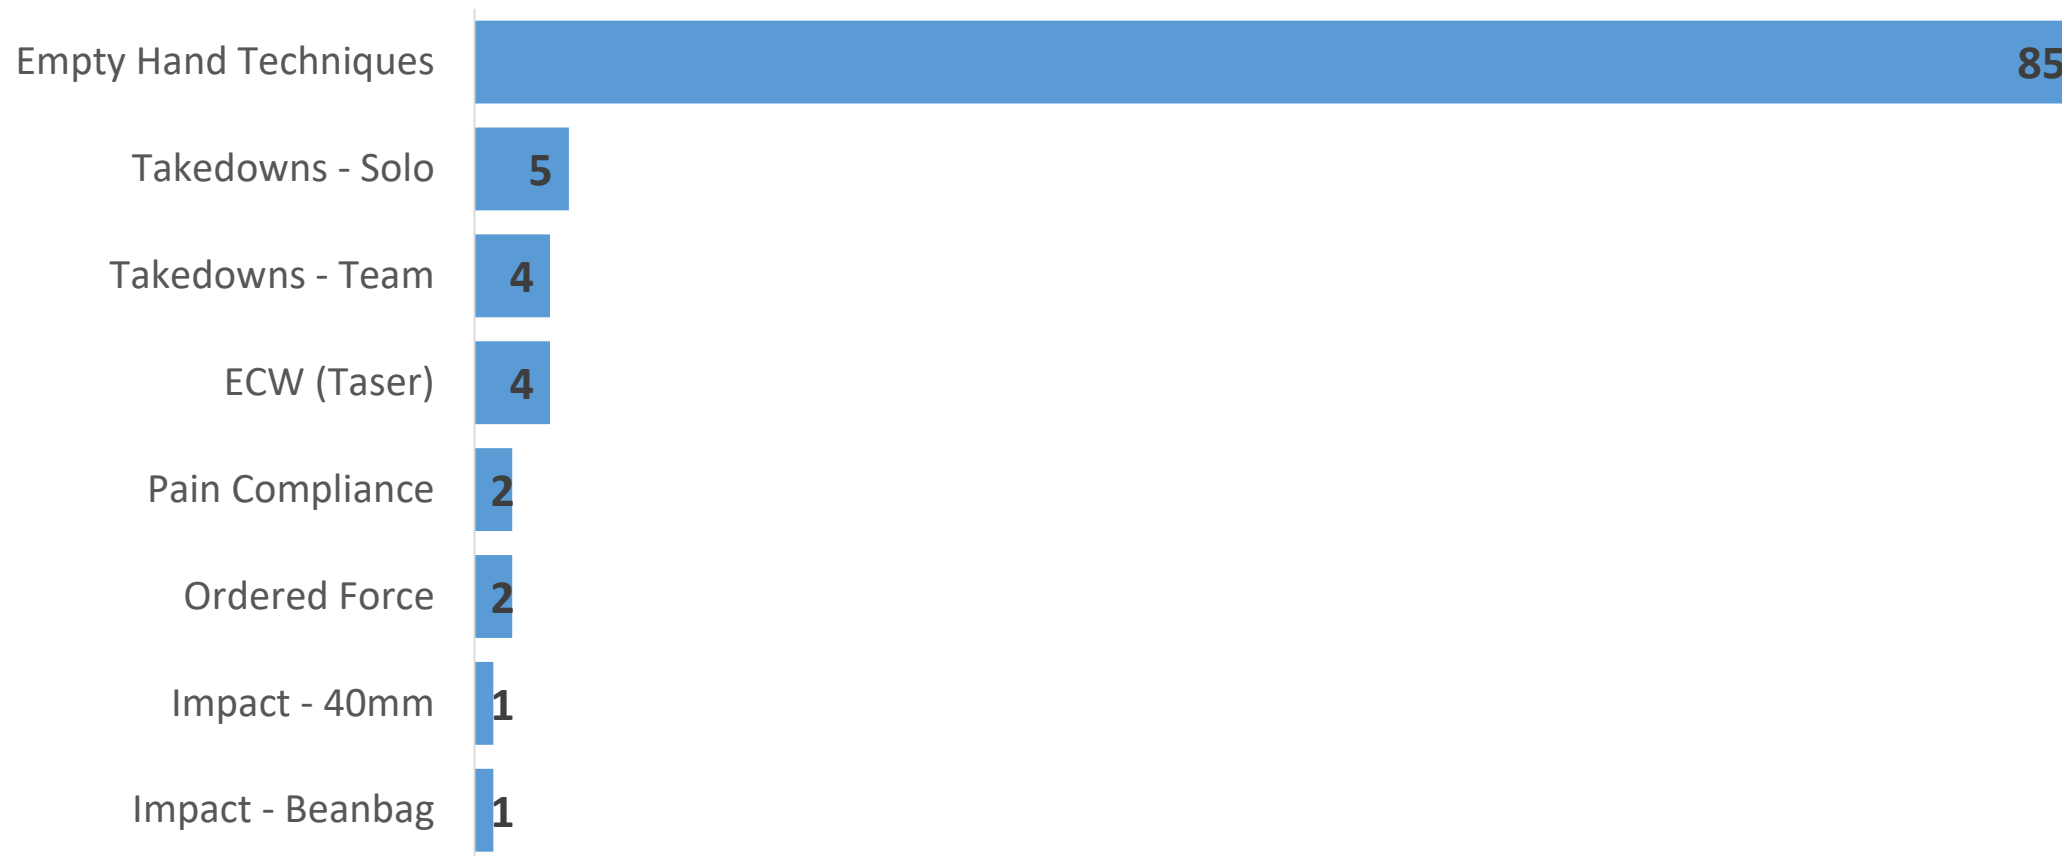 Empty Hand Techniques 85
Takedowns - Solo 5
Takedowns - Team 4
ECW (Taser) 4
Pain Compliance 2
Ordered Force 2
Impact - 40mm 1
Impact - Beanbag 1